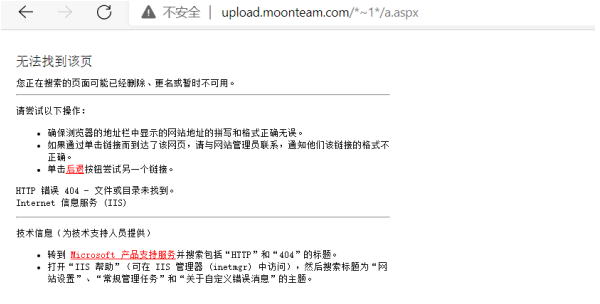 不安全 | upload.moonteam.com/*~1*/a.aspx
无法找到该页
您正在搜索的页面可能已经删除、更名或暂时不可用。
请尝试以下操作：
• 确保浏览器的地址栏中显示的网站地址的拼写和格式正确无误。
• 如果通过单击链接而到达了该网页，请与网站管理员联系，通知他们该链接的格式不
正确。
• 单击后退按钮尝试另一个链接。
HTTP 错误 404 - 文件或目录未找到。
Internet 信息服务 (IIS)
技术信息（为技术支持人员提供）
• 转到 Microsoft 产品支持服务并搜索包括“HTTP”和“404”的标题。
• 打开“IIS 帮助”（可在 IIS 管理器 (inetmgr) 中访问），然后搜索标题为“网
站设置”、“常规管理任务”和“关于自定义错误消息”的主题。